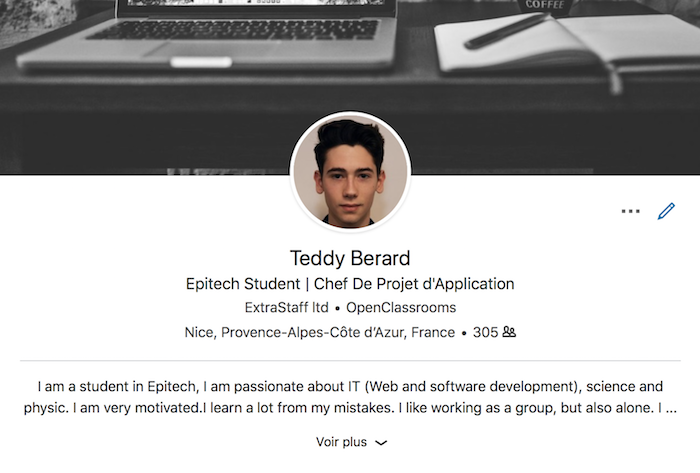 COFFEE
Teddy Berard
Epitech Student | Chef De Projet d'Application
ExtraStaff ltd • OpenClassrooms
Nice, Provence-Alpes-Côte d'Azur, France • 305
I am a student in Epitech, I am passionate about IT (Web and software development), science and
physic. I am very motivated.I learn a lot from my mistakes. I like working as a group, but also alone. I ...
Voir plus